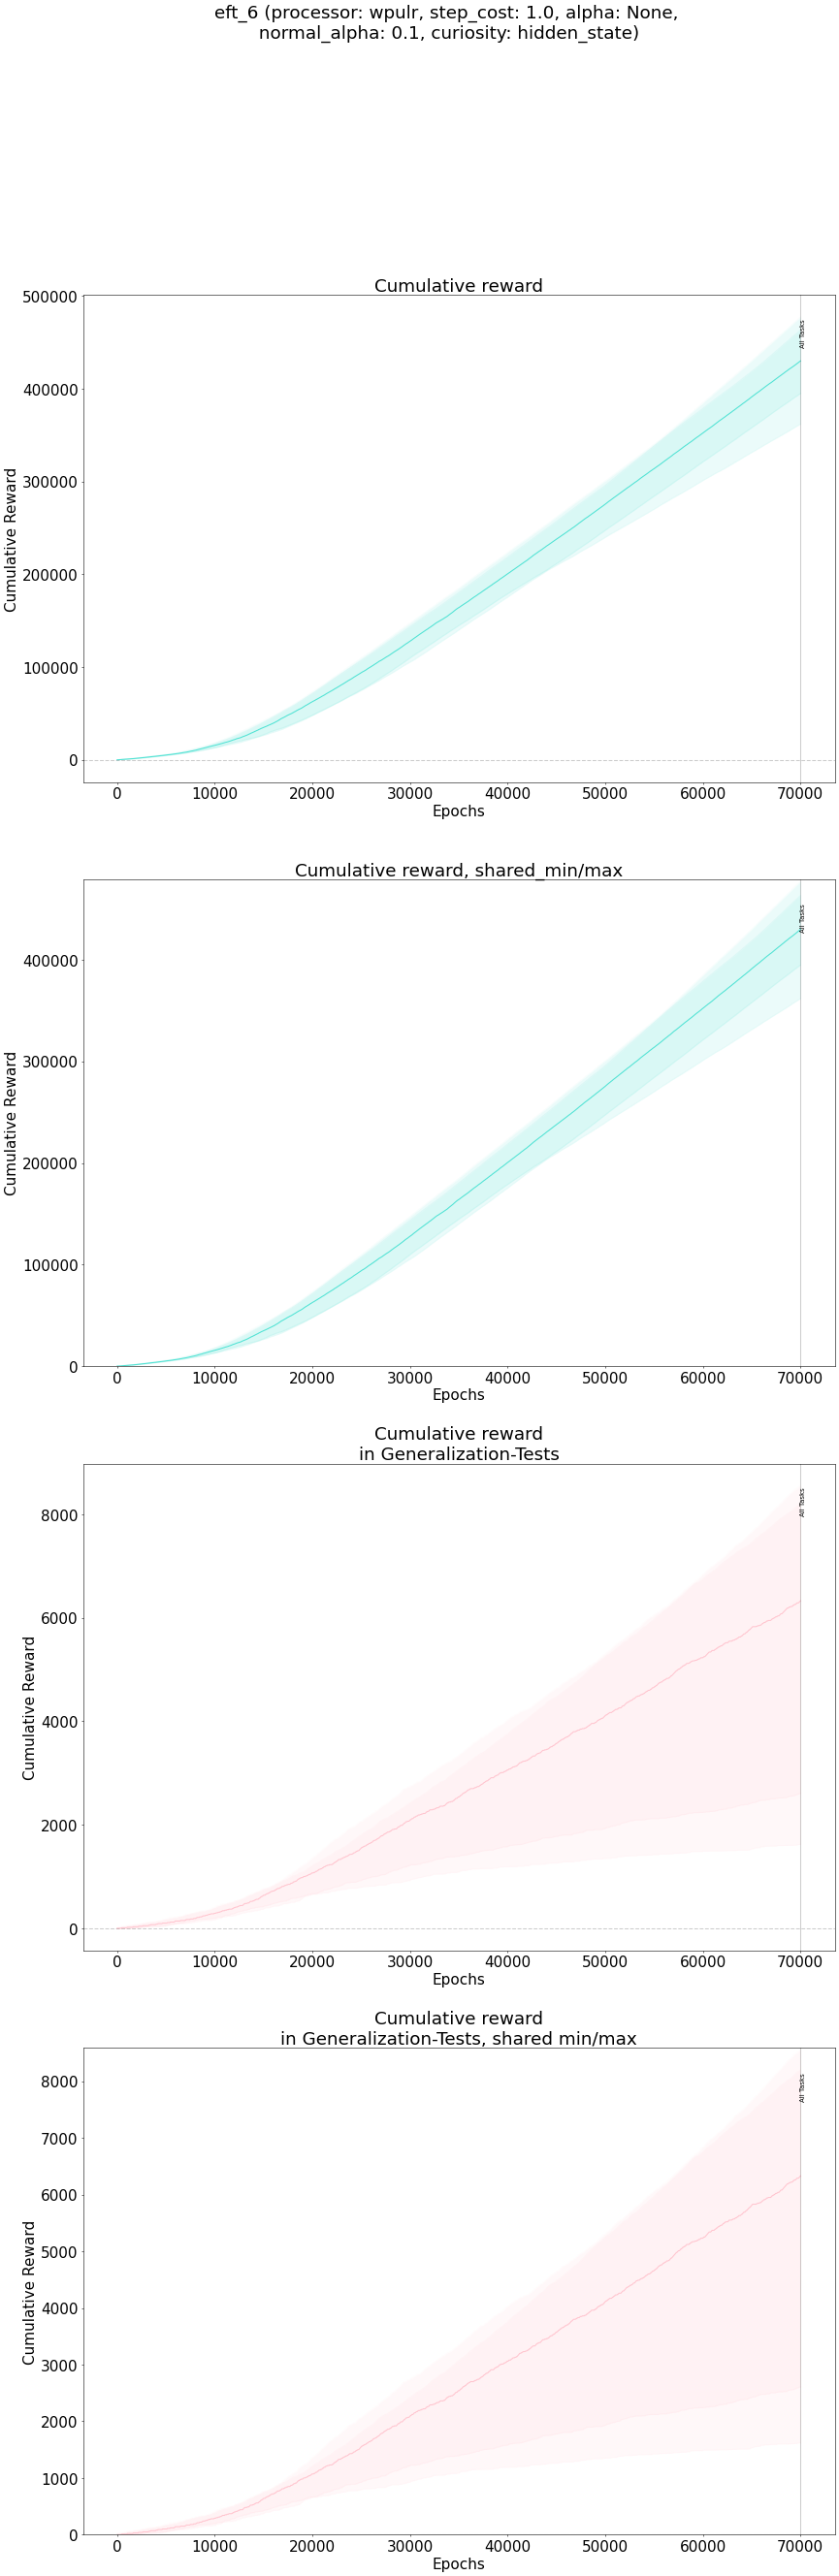 eft_6 (processor: wpulr, step_cost: 1.0, alpha: None,
normal_alpha: 0.1, curiosity: hidden_state)
Cumulative reward
500000
400000
300000
200000
100000
0
Cumulative Reward
All Tasks
0 10000 20000 30000 40000 50000 60000 70000
Epochs
Cumulative reward, shared_min/max
400000
300000
200000
100000
0
Cumulative Reward
All Tasks
0 10000 20000 30000 40000 50000 60000 70000
Epochs
Cumulative reward
in Generalization-Tests
8000
6000
4000
2000
0
Cumulative Reward
All Tasks
0 10000 20000 30000 40000 50000 60000 70000
Epochs
Cumulative reward
in Generalization-Tests, shared min/max
8000
7000
6000
5000
4000
3000
2000
1000
0
Cumulative Reward
All Tasks
0 10000 20000 30000 40000 50000 60000 70000
Epochs